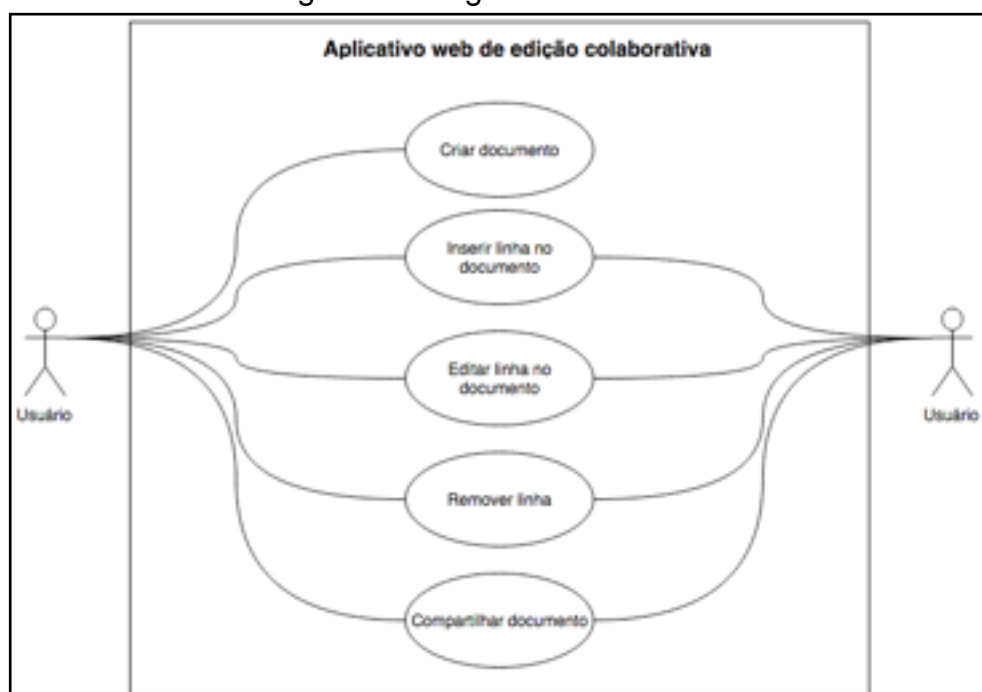 Aplicativo web de edição colaborativa
Criar documento
Inserir linha no
documento
Editar linha no
documento
Usuário
Usuário
Remover linha
Compartilhar documento